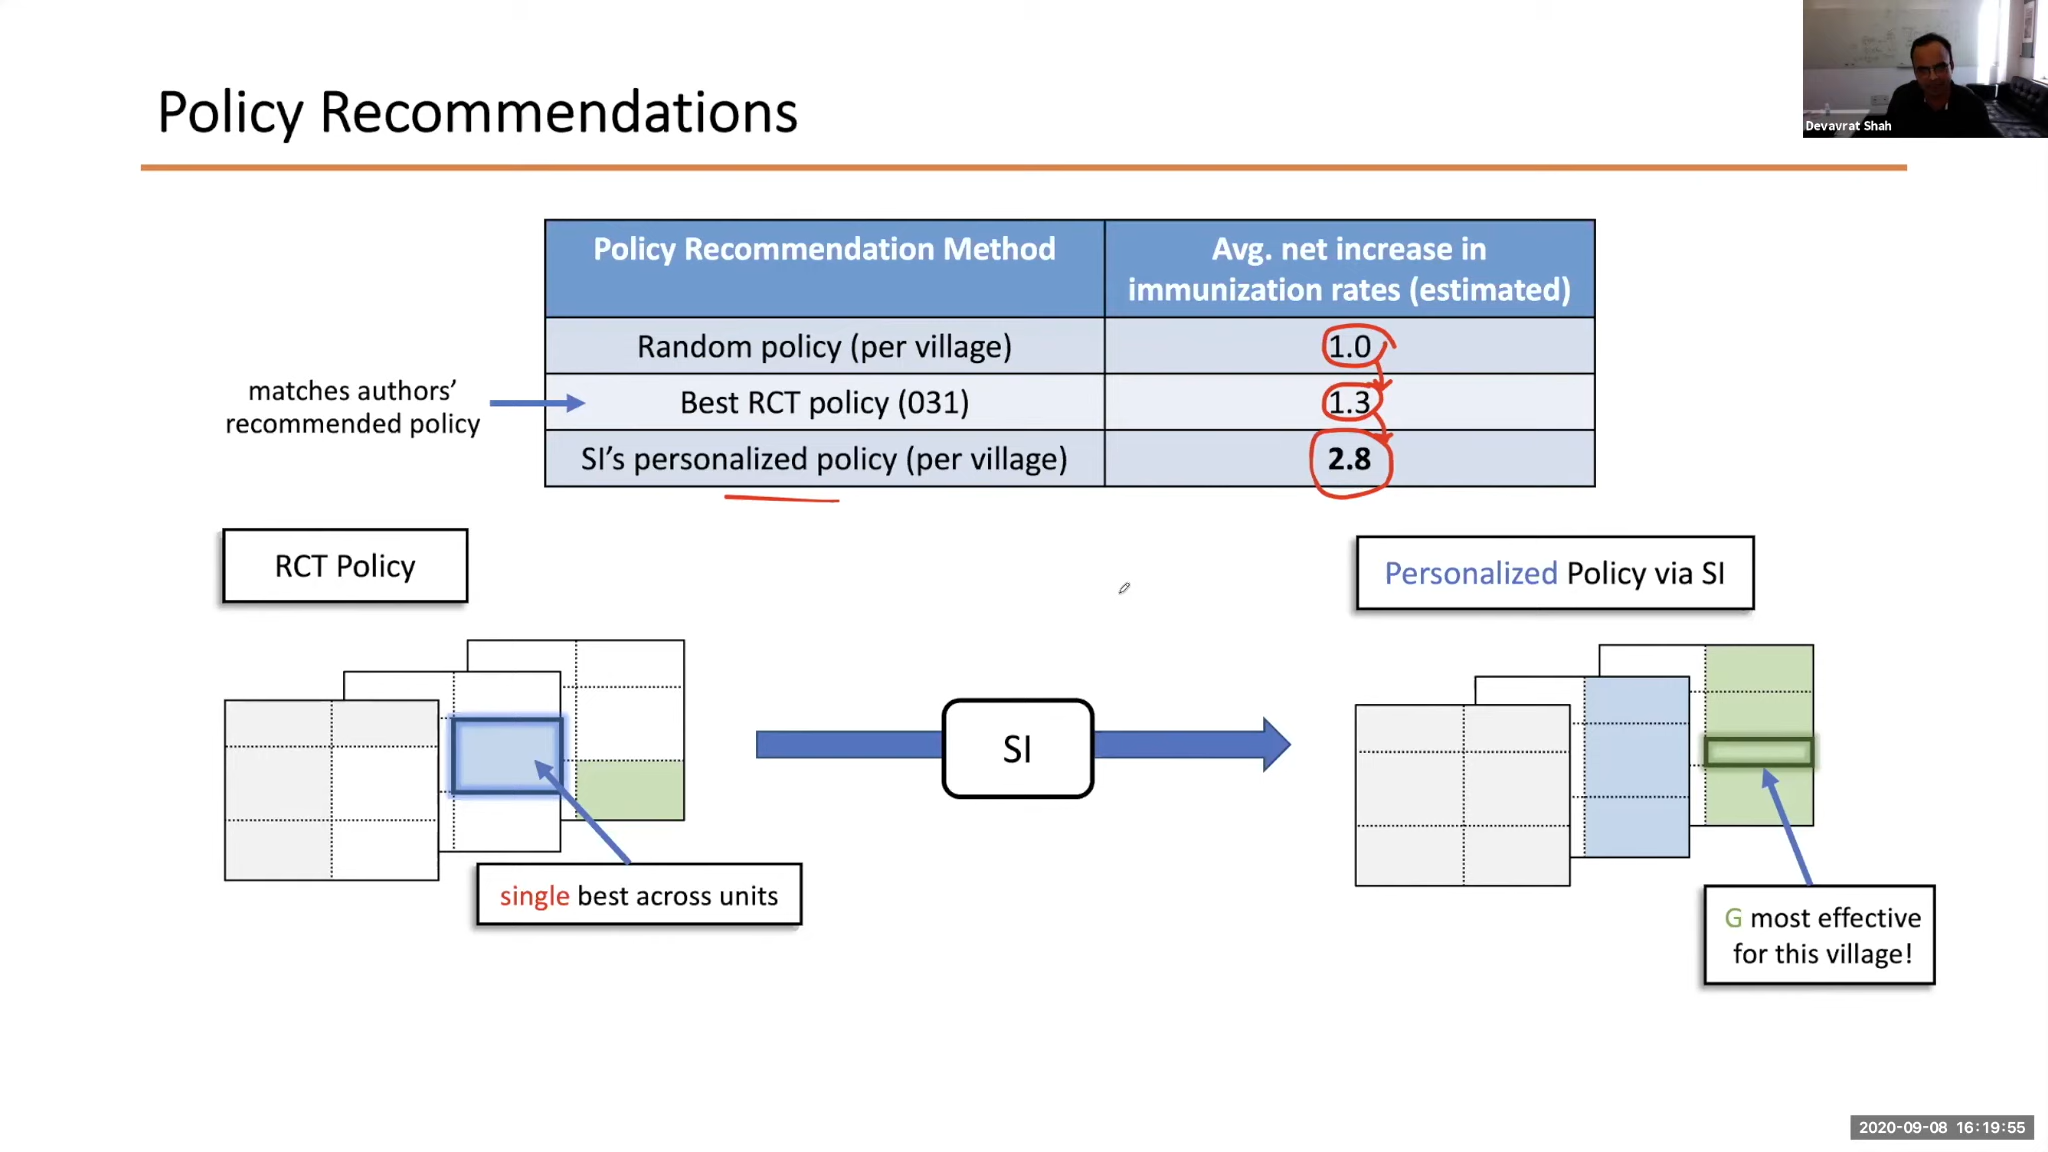 Policy Recommendations
Devavrat Shah
Policy Recommendation Method
Avg. net increase in
immunization rates (estimated)
Random policy (per village)
1.0
matches authors’
recommended policy
Best RCT policy (031)
1.3
SI’s personalized policy (per village)
2.8
RCT Policy
Personalized Policy via SI
SI
single best across units
G most effective
for this village!
2020-09-08 16:19:55